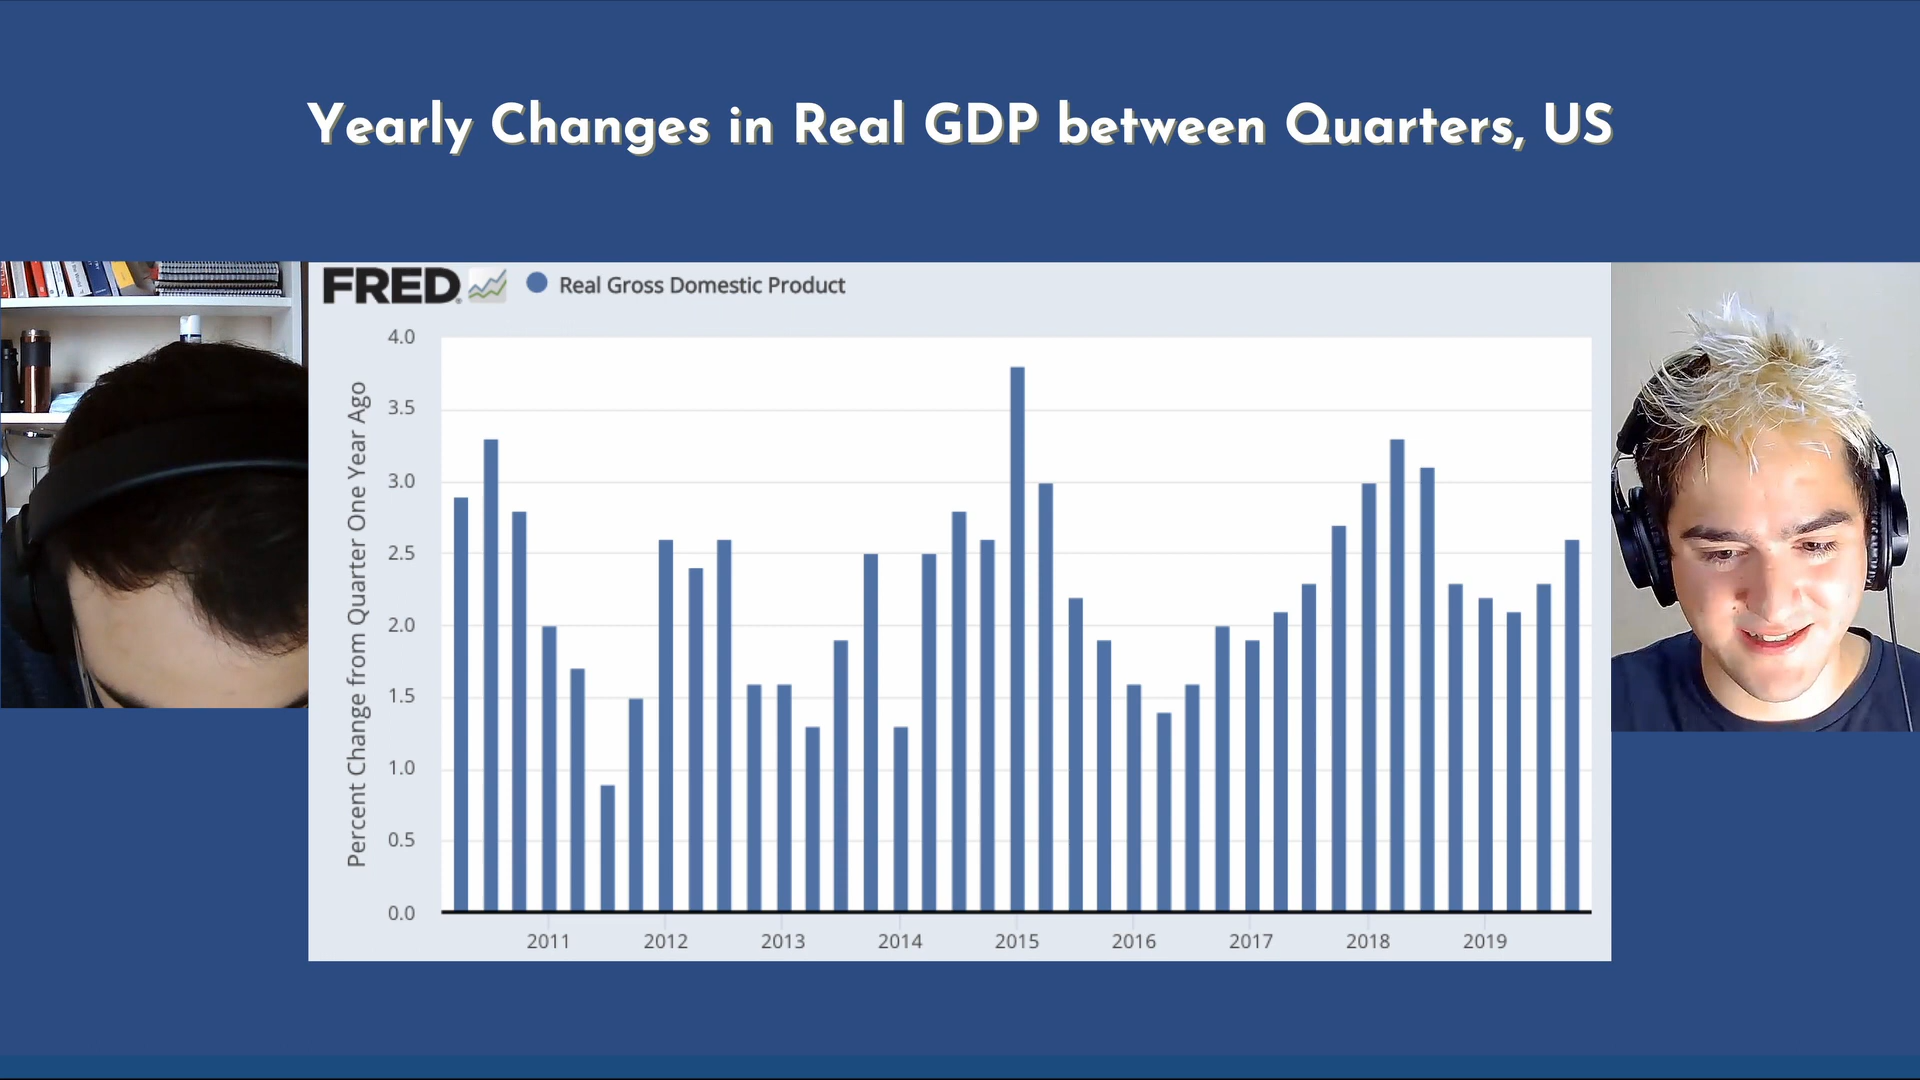 Yearly Changes in Real GDP between Quarters, US
FRED
Real Gross Domestic Product
Percent Change from Quarter One Year Ago
4.0
3.5
3.0
2.5
2.0
1.5
1.0
0.5
0.0
2011 2012 2013 2014 2015 2016 2017 2018 2019